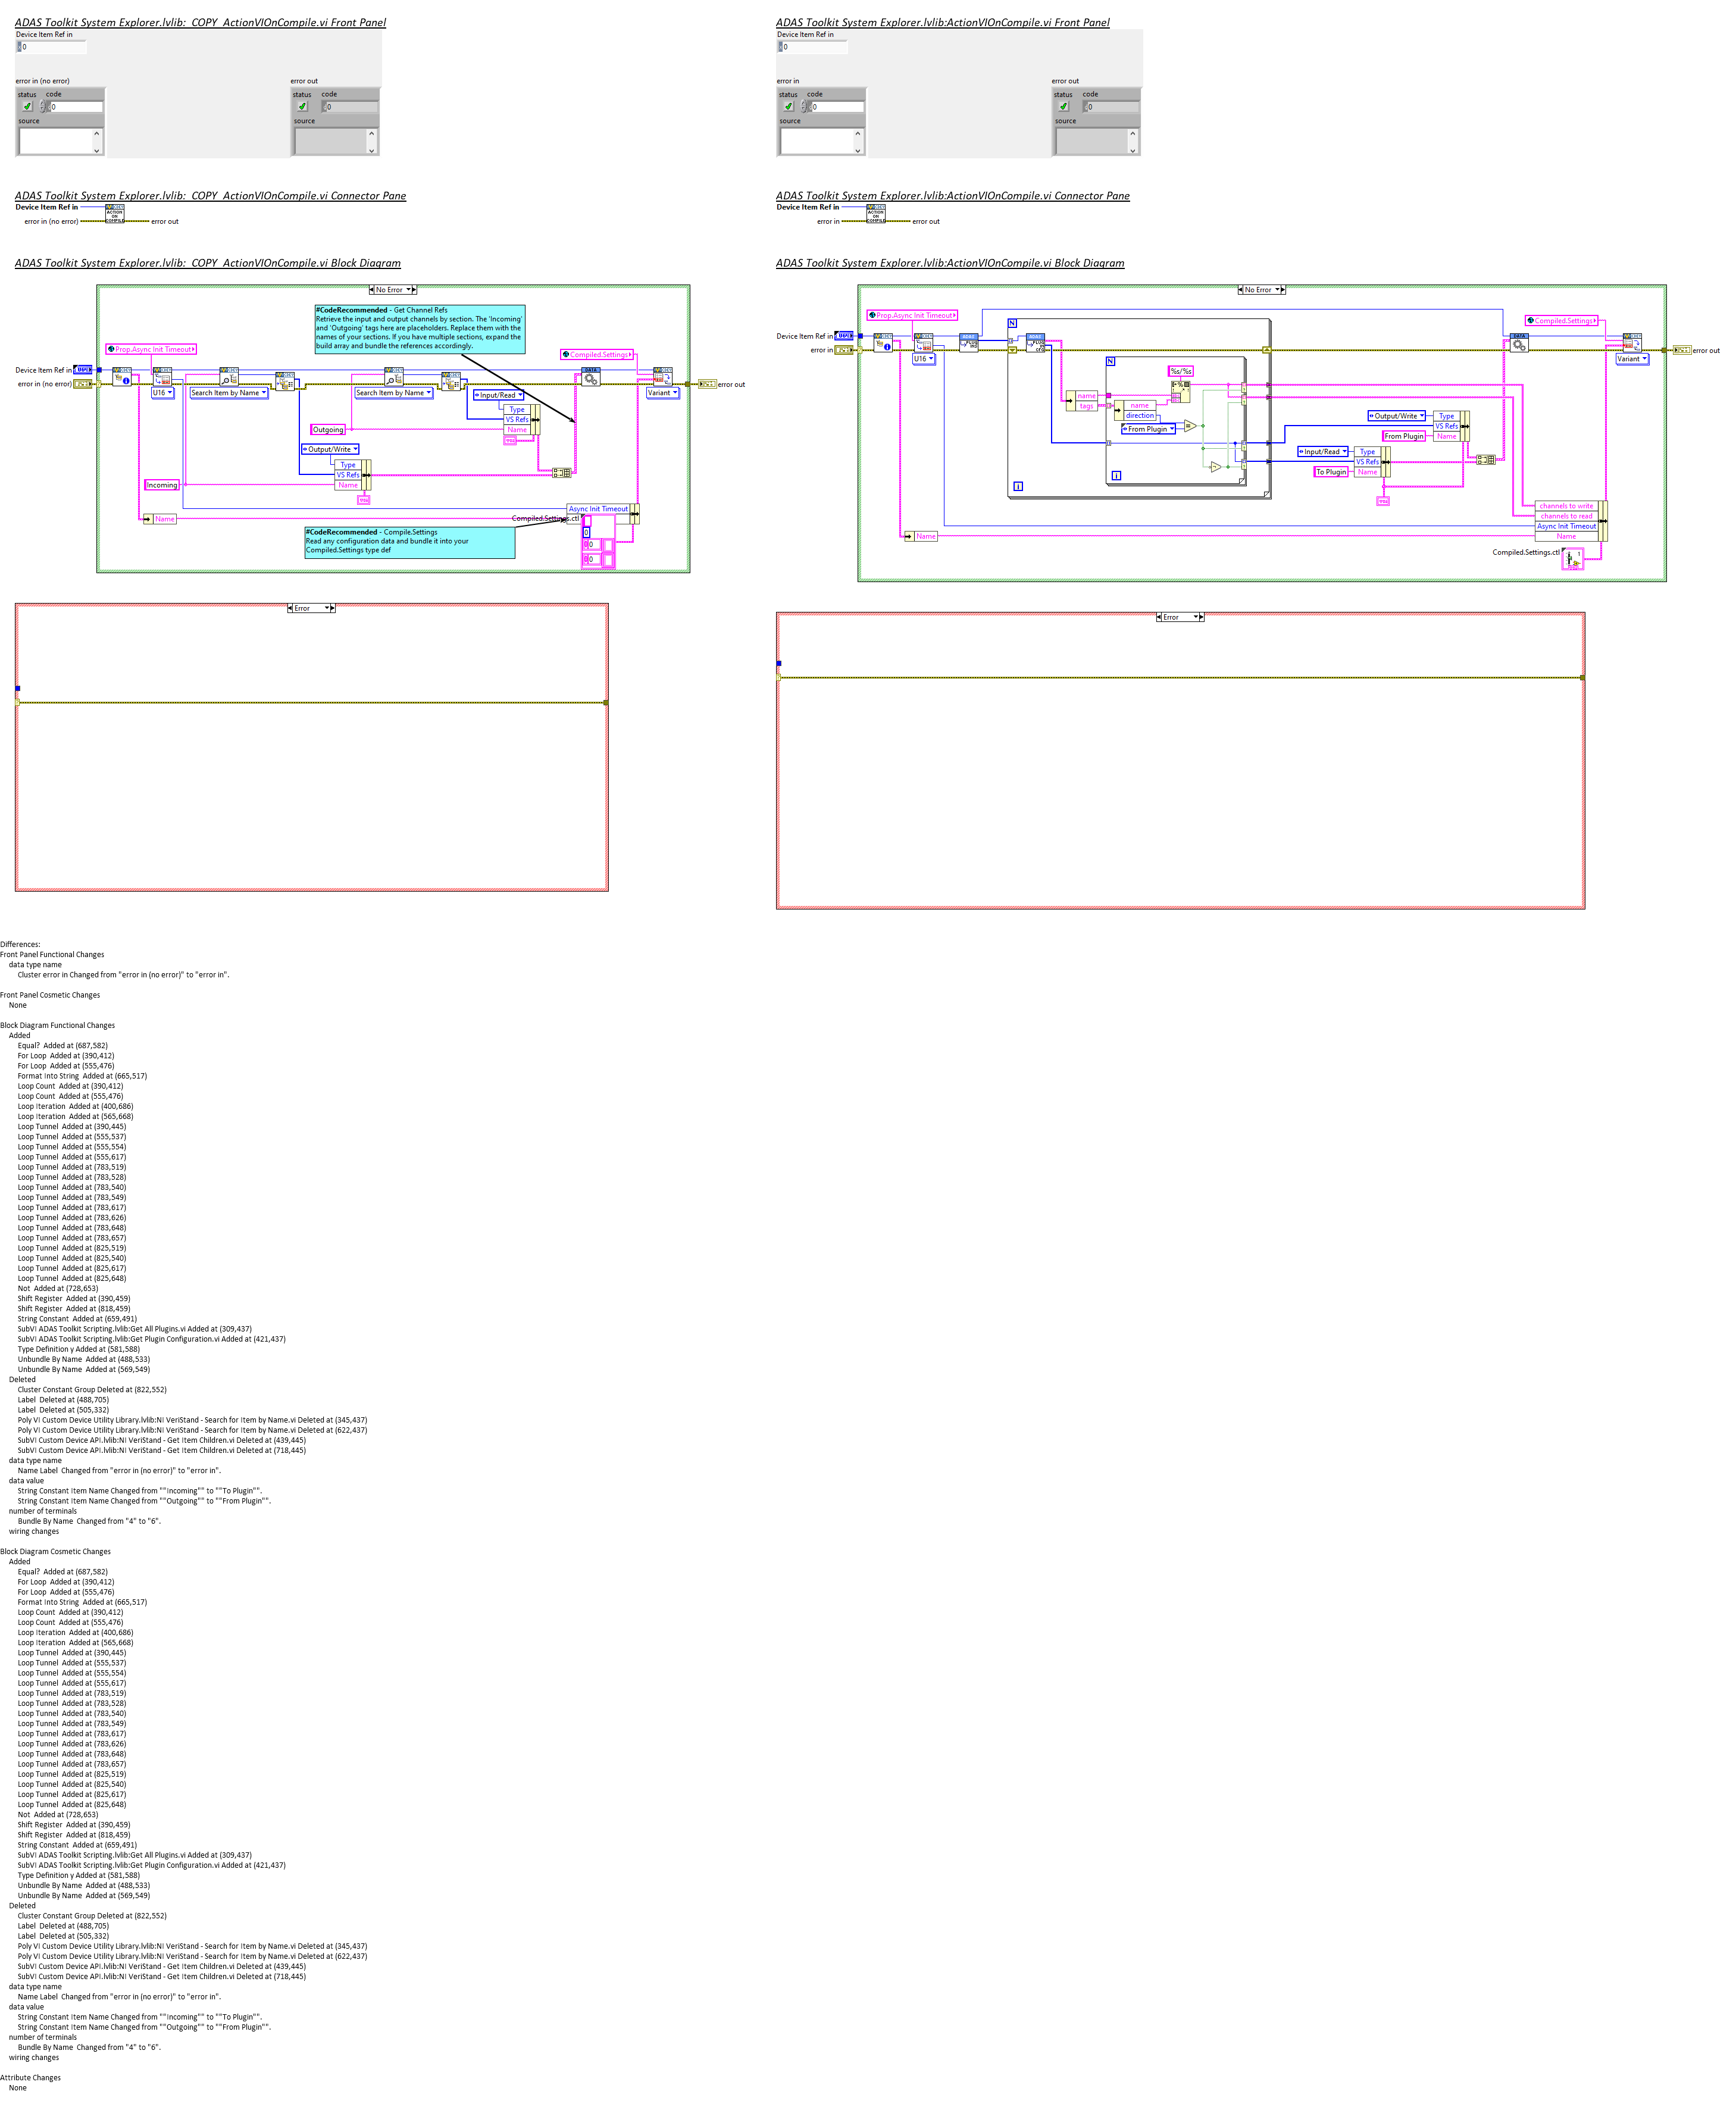 ADAS Toolkit System Explorer.lvlib:_COPY_ActionVIOnCompile.vi Front Panel
Device Item Ref in
0
error in (no error)
error out
status code
0
source
status code
0
source
ADAS Toolkit System Explorer.lvlib:ActionVIOnCompile.vi Front Panel
Device Item Ref in
0
error in
error out
status code
0
source
status code
0
source
ADAS Toolkit System Explorer.lvlib:_COPY_ActionVIOnCompile.vi Connector Pane
Device Item Ref in
ACTION
ON
COMPILE
error in (no error)
error out
ADAS Toolkit System Explorer.lvlib:ActionVIOnCompile.vi Connector Pane
Device Item Ref in
ACTION
ON
COMPILE
error in
error out
ADAS Toolkit System Explorer.lvlib:_COPY_ActionVIOnCompile.vi Block Diagram
No Error
#CodeRecommended - Get Channel Refs
Retrieve the input and output channels by section. The 'Incoming'
and 'Outgoing' tags here are placeholders. Replace them with the
names of your sections. If you have multiple sections, expand the
build array and bundle the references accordingly.
Prop.Async Init Timeout
Compiled.Settings
Device Item Ref in
error in (no error)
error out
DATA
U16
Search Item by Name
Search Item by Name
Input/Read
Variant
Type
VS Refs
Name
Outgoing
Output/Write
Type
VS Refs
Name
Incoming
Async Init Timeout
Name
Compiled.Settings.ctl
#CodeRecommended - Compile.Settings
Read any configuration data and bundle it into your
Compiled.Settings type def
0
0
0
Error
ADAS Toolkit System Explorer.lvlib:ActionVIOnCompile.vi Block Diagram
No Error
Prop.Async Init Timeout
Compiled.Settings
Device Item Ref in
error in
error out
N
DATA
U16
Variant
N
%s/%s
name
tags
name
direction
From Plugin
i
i
Output/Write
Type
VS Refs
Name
From Plugin
Input/Read
Type
VS Refs
Name
To Plugin
channels to write
channels to read
Async Init Timeout
Name
Name
Compiled.Settings.ctl
Error
Differences:
Front Panel Functional Changes
data type name
Cluster error in Changed from "error in (no error)" to "error in".
Front Panel Cosmetic Changes
None
Block Diagram Functional Changes
Added
Equal? Added at (687,582)
For Loop Added at (390,412)
For Loop Added at (555,476)
Format Into String Added at (665,517)
Loop Count Added at (390,412)
Loop Count Added at (555,476)
Loop Iteration Added at (400,686)
Loop Iteration Added at (565,668)
Loop Tunnel Added at (390,445)
Loop Tunnel Added at (555,537)
Loop Tunnel Added at (555,554)
Loop Tunnel Added at (555,617)
Loop Tunnel Added at (783,519)
Loop Tunnel Added at (783,528)
Loop Tunnel Added at (783,540)
Loop Tunnel Added at (783,549)
Loop Tunnel Added at (783,617)
Loop Tunnel Added at (783,626)
Loop Tunnel Added at (783,648)
Loop Tunnel Added at (783,657)
Loop Tunnel Added at (825,519)
Loop Tunnel Added at (825,540)
Loop Tunnel Added at (825,617)
Loop Tunnel Added at (825,648)
Not Added at (728,653)
Shift Register Added at (390,459)
Shift Register Added at (818,459)
String Constant Added at (659,491)
SubVI ADAS Toolkit Scripting.lvlib:Get All Plugins.vi Added at (309,437)
SubVI ADAS Toolkit Scripting.lvlib:Get Plugin Configuration.vi Added at (421,437)
Type Definition y Added at (581,588)
Unbundle By Name Added at (488,533)
Unbundle By Name Added at (569,549)
Deleted
Cluster Constant Group Deleted at (822,552)
Label Deleted at (488,705)
Label Deleted at (505,332)
Poly VI Custom Device Utility Library.lvlib:NI VeriStand - Search for Item by Name.vi Deleted at (345,437)
Poly VI Custom Device Utility Library.lvlib:NI VeriStand - Search for Item by Name.vi Deleted at (622,437)
SubVI Custom Device API.lvlib:NI VeriStand - Get Item Children.vi Deleted at (439,445)
SubVI Custom Device API.lvlib:NI VeriStand - Get Item Children.vi Deleted at (718,445)
data type name
Name Label Changed from "error in (no error)" to "error in".
data value
String Constant Item Name Changed from ""Incoming"" to ""To Plugin"".
String Constant Item Name Changed from ""Outgoing"" to ""From Plugin"".
number of terminals
Bundle By Name Changed from "4" to "6".
wiring changes
Block Diagram Cosmetic Changes
Added
Equal? Added at (687,582)
For Loop Added at (390,412)
For Loop Added at (555,476)
Format Into String Added at (665,517)
Loop Count Added at (390,412)
Loop Count Added at (555,476)
Loop Iteration Added at (400,686)
Loop Iteration Added at (565,668)
Loop Tunnel Added at (390,445)
Loop Tunnel Added at (555,537)
Loop Tunnel Added at (555,554)
Loop Tunnel Added at (555,617)
Loop Tunnel Added at (783,519)
Loop Tunnel Added at (783,528)
Loop Tunnel Added at (783,540)
Loop Tunnel Added at (783,549)
Loop Tunnel Added at (783,617)
Loop Tunnel Added at (783,626)
Loop Tunnel Added at (783,648)
Loop Tunnel Added at (783,657)
Loop Tunnel Added at (825,519)
Loop Tunnel Added at (825,540)
Loop Tunnel Added at (825,617)
Loop Tunnel Added at (825,648)
Not Added at (728,653)
Shift Register Added at (390,459)
Shift Register Added at (818,459)
String Constant Added at (659,491)
SubVI ADAS Toolkit Scripting.lvlib:Get All Plugins.vi Added at (309,437)
SubVI ADAS Toolkit Scripting.lvlib:Get Plugin Configuration.vi Added at (421,437)
Type Definition y Added at (581,588)
Unbundle By Name Added at (488,533)
Unbundle By Name Added at (569,549)
Deleted
Cluster Constant Group Deleted at (822,552)
Label Deleted at (488,705)
Label Deleted at (505,332)
Poly VI Custom Device Utility Library.lvlib:NI VeriStand - Search for Item by Name.vi Deleted at (345,437)
Poly VI Custom Device Utility Library.lvlib:NI VeriStand - Search for Item by Name.vi Deleted at (622,437)
SubVI Custom Device API.lvlib:NI VeriStand - Get Item Children.vi Deleted at (439,445)
SubVI Custom Device API.lvlib:NI VeriStand - Get Item Children.vi Deleted at (718,445)
data type name
Name Label Changed from "error in (no error)" to "error in".
data value
String Constant Item Name Changed from ""Incoming"" to ""To Plugin"".
String Constant Item Name Changed from ""Outgoing"" to ""From Plugin"".
number of terminals
Bundle By Name Changed from "4" to "6".
wiring changes
Attribute Changes
None